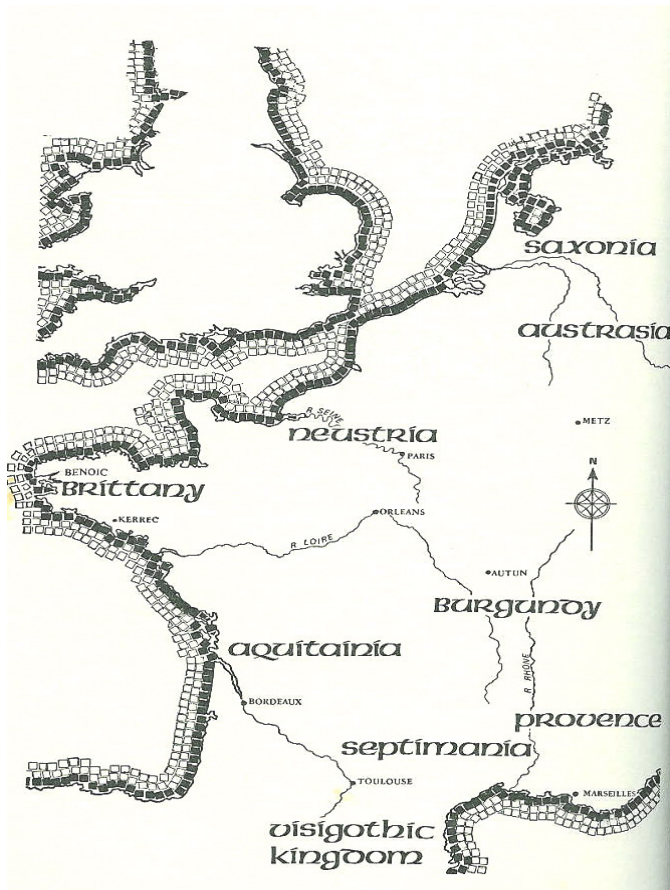 SAXONIA
AUSTRASIA
R. SEINE
METZ
NEUSTRIA
PARIS
BENOIC
BRITTANY
N
KERREC
ORLEANS
R LOIRE
AUTUN
BURGUNDY
AQUITAINIA
R RHÔNE
BORDEAUX
PROVENCE
SEPTIMANIA
TOULOUSE
MARSEILLES
VISIGOTHIC
KINGDOM